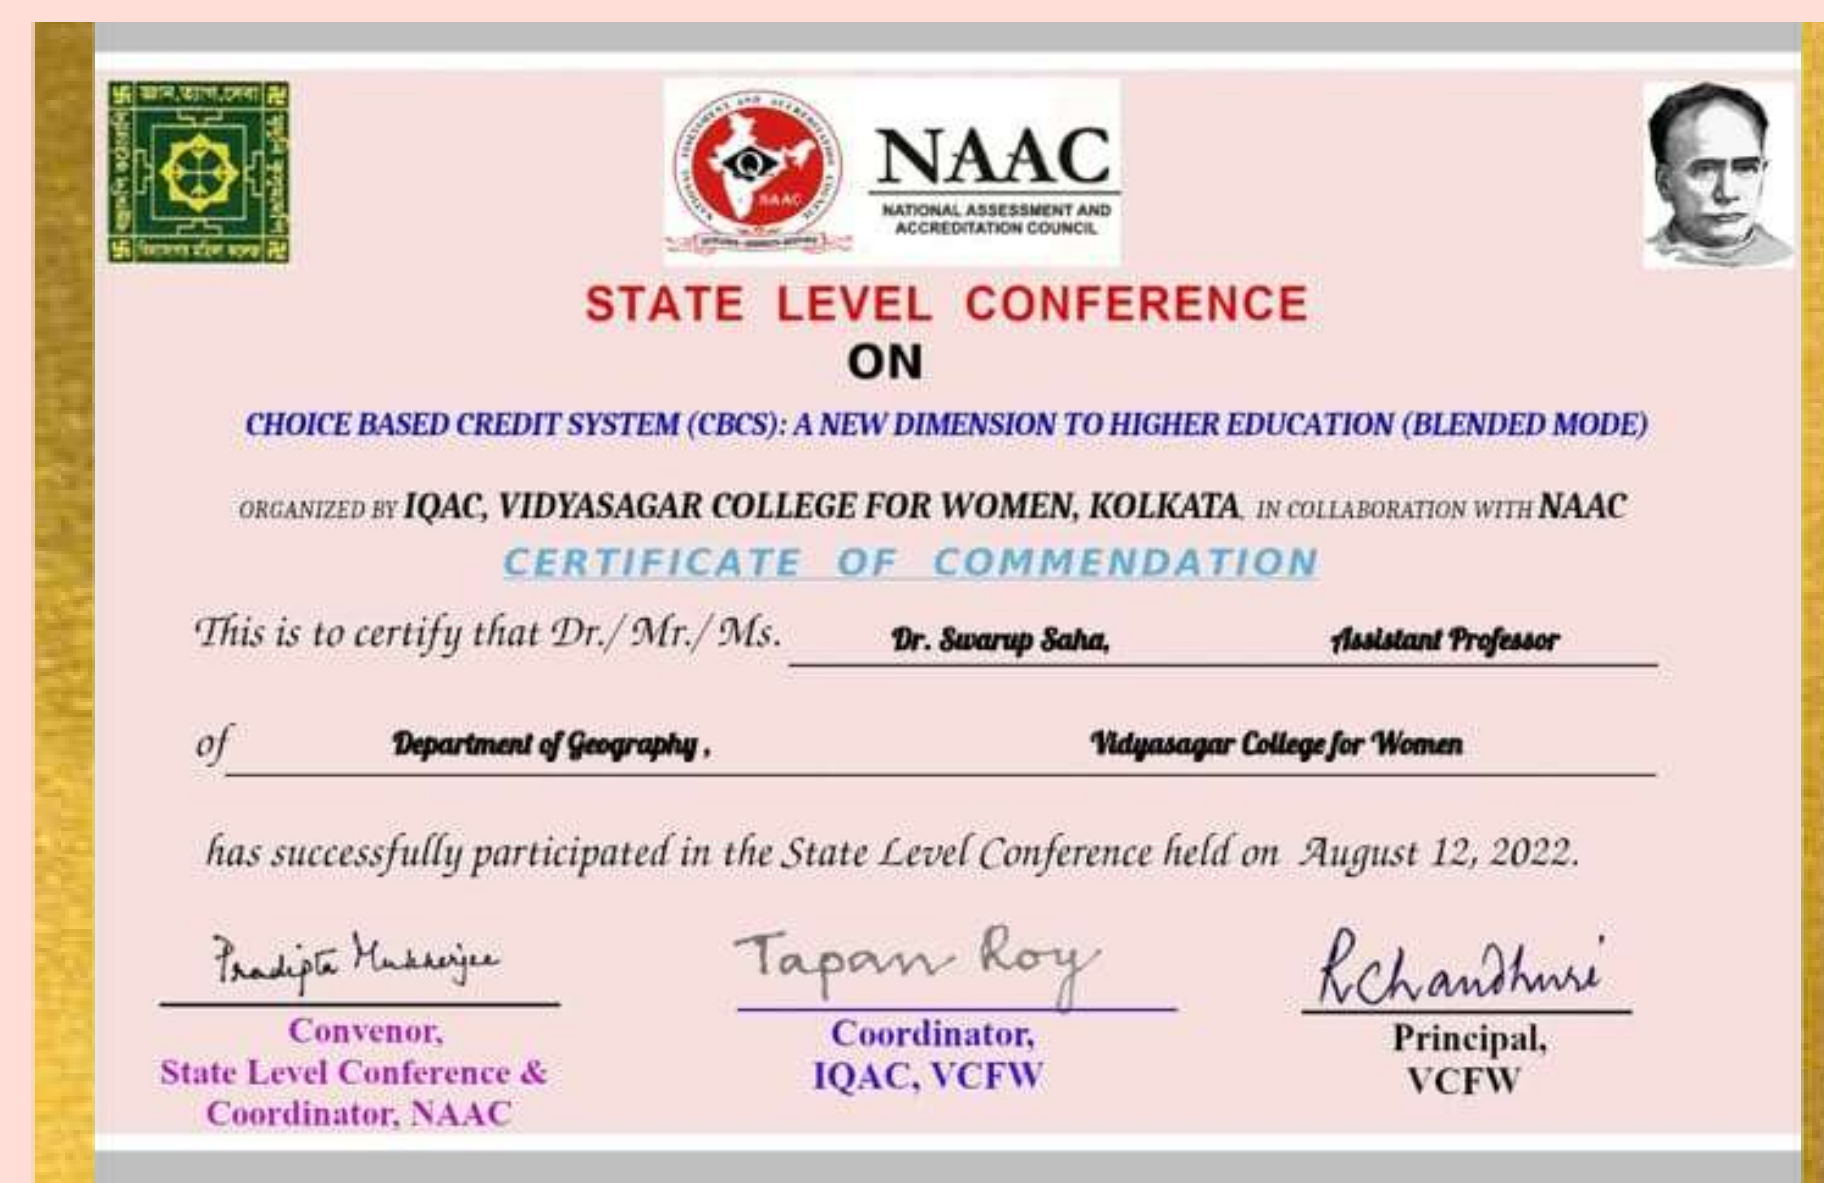 জ্ঞান.ত্যাগ.সেবা
NAAC
NAAC
NATIONAL ASSESSMENT AND
ACCREDITATION COUNCIL
STATE LEVEL CONFERENCE
ON
CHOICE BASED CREDIT SYSTEM (CBCS): A NEW DIMENSION TO HIGHER EDUCATION (BLENDED MODE)
ORGANIZED BY IQAC, VIDYASAGAR COLLEGE FOR WOMEN, KOLKATA IN COLLABORATION WITH NAAC
CERTIFICATE OF COMMENDATION
This is to certify that Dr./Mr./Ms. Dr. Swarup Saha, Assistant Professor
of Department of Geography , Vidyasagar College for Women
has successfully participated in the State Level Conference held on August 12, 2022.
Pradipta Mukherjee Tapan Roy RChaudhuri
Convenor,
State Level Conference &
Coordinator, NAAC
Coordinator,
IQAC, VCFW
Principal,
VCFW